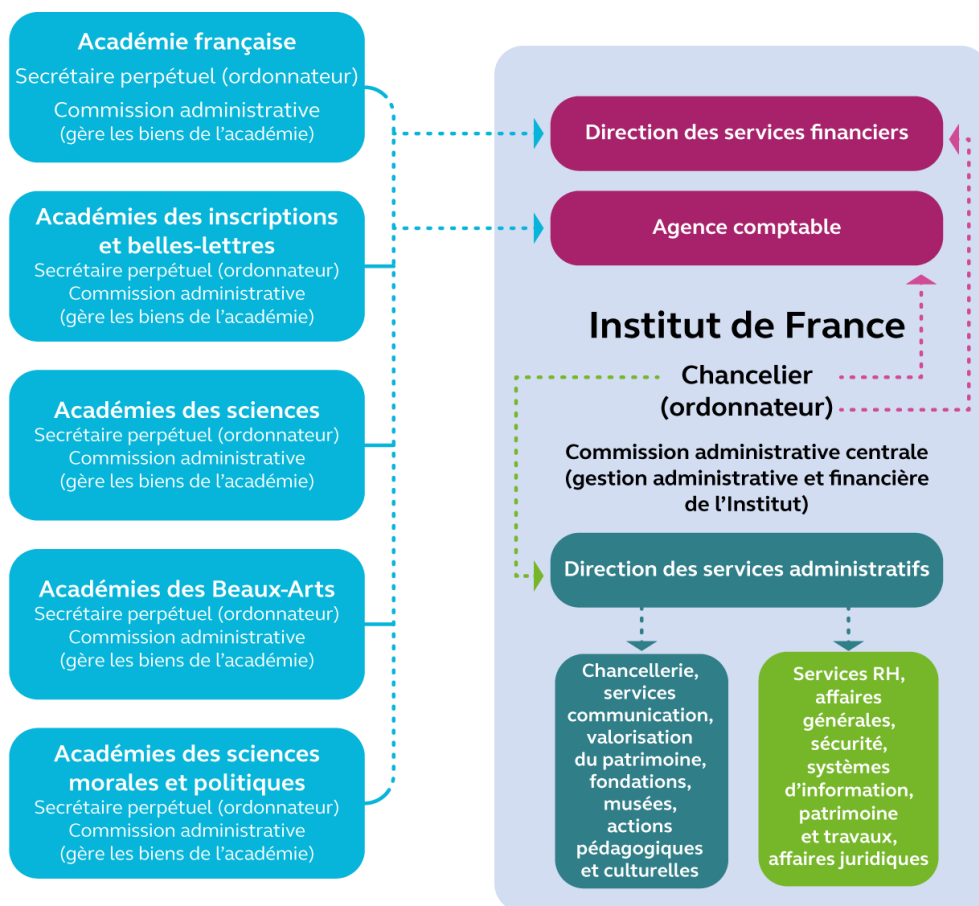 Académie française
Secrétaire perpétuel (ordonnateur)
Commission administrative
(gère les biens de l'académie)
Académies des inscriptions
et belles-lettres
Secrétaire perpétuel (ordonnateur)
Commission administrative
(gère les biens de l'académie)
Académies des sciences
Secrétaire perpétuel (ordonnateur)
Commission administrative
(gère les biens de l'académie)
Académies des Beaux-Arts
Secrétaire perpétuel (ordonnateur)
Commission administrative
(gère les biens de l'académie)
Académies des sciences
morales et politiques
Secrétaire perpétuel (ordonnateur)
Commission administrative
(gère les biens de l'académie)
Direction des services financiers
Agence comptable
Institut de France
Chancelier
(ordonnateur)
Commission administrative centrale
(gestion administrative et financière
de l'Institut)
Direction des services administratifs
Chancellerie,
services
communication,
valorisation
du patrimoine,
fondations,
musées,
actions
pédagogiques
et culturelles
Services RH,
affaires
générales,
sécurité,
systèmes
d'information,
patrimoine
et travaux,
affaires juridiques